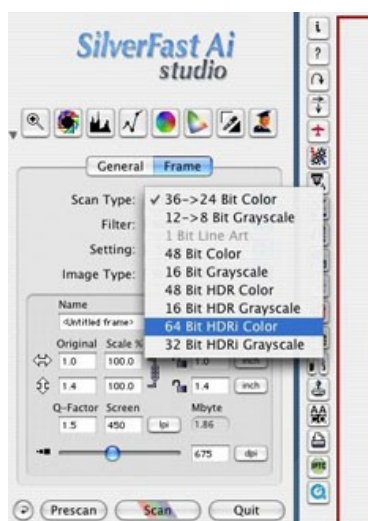 SilverFast Ai
studio
General Frame
Scan Type:
Filter:
Setting:
Image Type:
✓ 36->24 Bit Color
12->8 Bit Grayscale
1 Bit Line Art
48 Bit Color
16 Bit Grayscale
48 Bit HDR Color
16 Bit HDR Grayscale
64 Bit HDRi Color
32 Bit HDRi Grayscale
Name
<Untitled frame>
Original Scale %
1.0 100.0 1.0 inch
1.4 100.0 1.4 inch
Q-Factor Screen Mbyte
1.5 450 lpi 1.86
675 dpi
Prescan Scan Quit
i
?
AA
IPTC